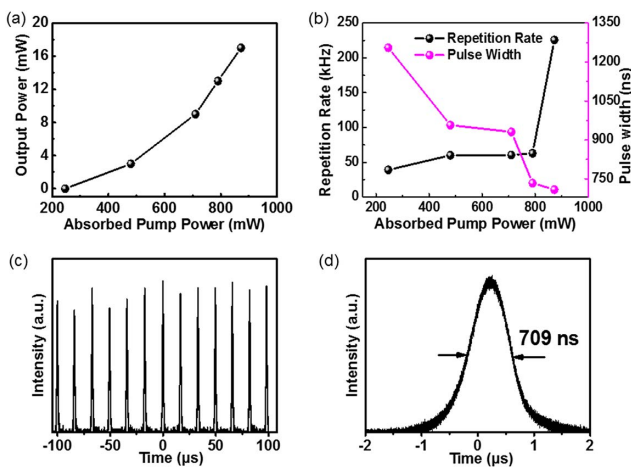 (a)
20
16
12
8
4
0
Output Power (mW)
200 400 600 800 1000
Absorbed Pump Power (mW)
(b)
250
200
150
100
50
0
Repetition Rate (kHz)
Repetition Rate
Pulse Width
1350
1200
1050
900
750
Pulse width (ns)
200 400 600 800 1000
Absorbed Pump Power (mW)
(c)
Intensity (a.u.)
-100 -50 0 50 100
Time (µs)
(d)
Intensity (a.u.)
709 ns
-2 -1 0 1 2
Time (µs)